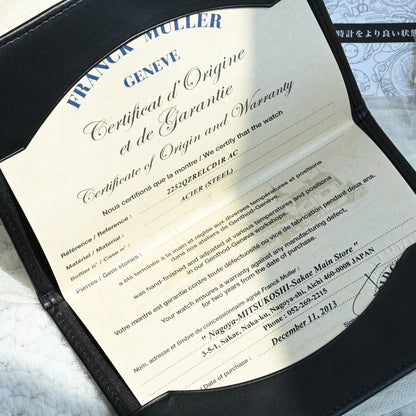 FRANCK MULLER
GENEVE
Certificat d'Origine
et de Garantie
Certificate of Origin and Warranty
Nous certifions que la montre / We certify that the watch
Référence / Reference : 2252QZRELCD1R AC
Matériau / Material : ACIER (STEEL)
Boîtier n° / Case n° :
Pierres / Gem stones :
a été terminée à la main et réglée aux diverses températures et positions
dans nos ateliers de Genthod-Genève.
was hand-finished and adjusted at various temperatures and positions
in our Genthod-Geneva workshops.
Votre montre est garantie contre toute défectuosité ou vice de fabrication pendant deux ans.
Your watch ensures a warranty against any manufacturing defect,
for two years from the date of purchase.
Nom, adresse et timbre du concessionnaire agréé Franck Muller :
" Nagoya-MITSUKOSHI-Sakae Main Store "
3-5-1, Sakae, Naka-ku, Nagoya-shi, Aichi 460-0008 JAPAN
Phone : 052-269-2215
December 11, 2013
/ Date of purchase :
時計をより良い状態